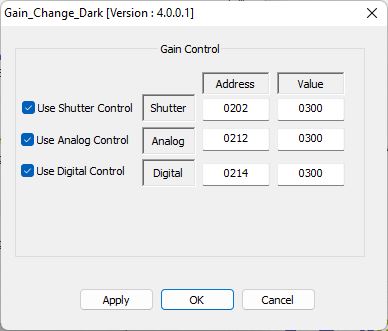 Gain_Change_Dark [Version : 4.0.0.1]
Gain Control
Address Value
Use Shutter Control Shutter 0202 0300
Use Analog Control Analog 0212 0300
Use Digital Control Digital 0214 0300
Apply OK Cancel